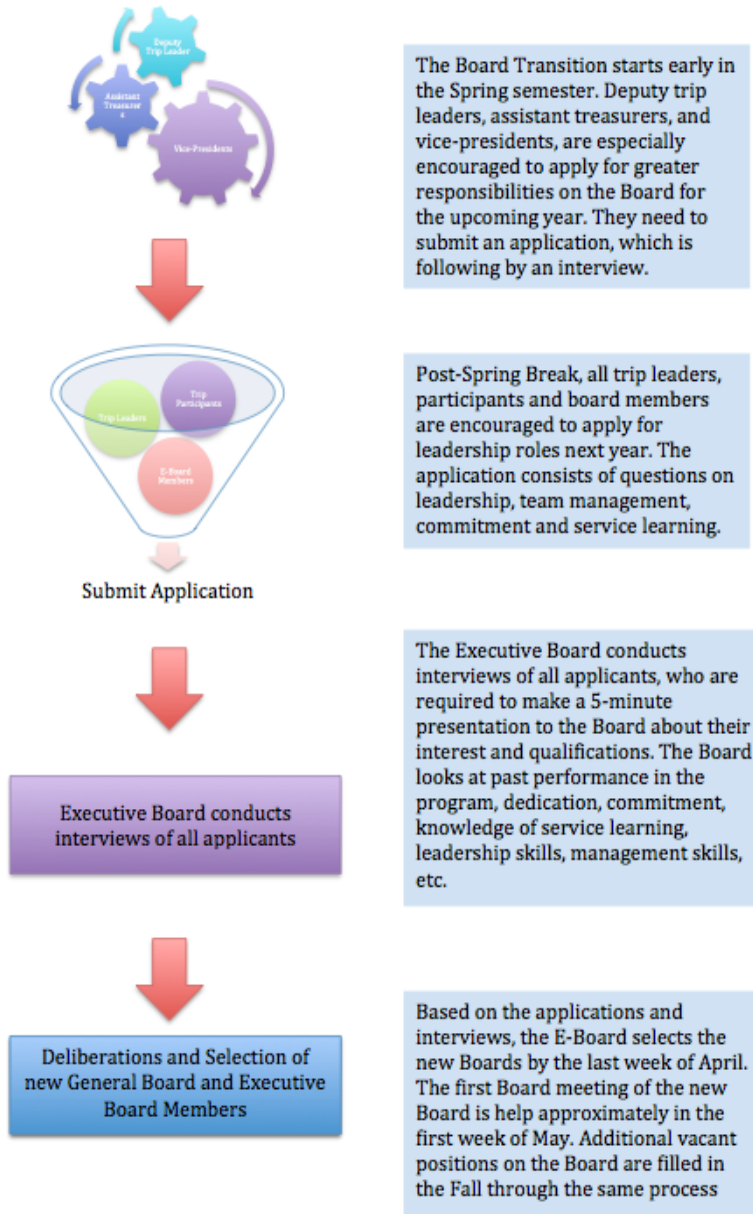 Deputy
Trip Leader
Assistant
Treasurer
s
Vice-Presidents
The Board Transition starts early in
the Spring semester. Deputy trip
leaders, assistant treasurers, and
vice-presidents, are especially
encouraged to apply for greater
responsibilities on the Board for
the upcoming year. They need to
submit an application, which is
following by an interview.
Trip
Participants
Trip Leaders
E-Board
Members
Submit Application
Post-Spring Break, all trip leaders,
participants and board members
are encouraged to apply for
leadership roles next year. The
application consists of questions on
leadership, team management,
commitment and service learning.
Executive Board conducts
interviews of all applicants
The Executive Board conducts
interviews of all applicants, who are
required to make a 5-minute
presentation to the Board about their
interest and qualifications. The Board
looks at past performance in the
program, dedication, commitment,
knowledge of service learning,
leadership skills, management skills,
etc.
Deliberations and Selection of
new General Board and Executive
Board Members
Based on the applications and
interviews, the E-Board selects the
new Boards by the last week of April.
The first Board meeting of the new
Board is help approximately in the
first week of May. Additional vacant
positions on the Board are filled in
the Fall through the same process